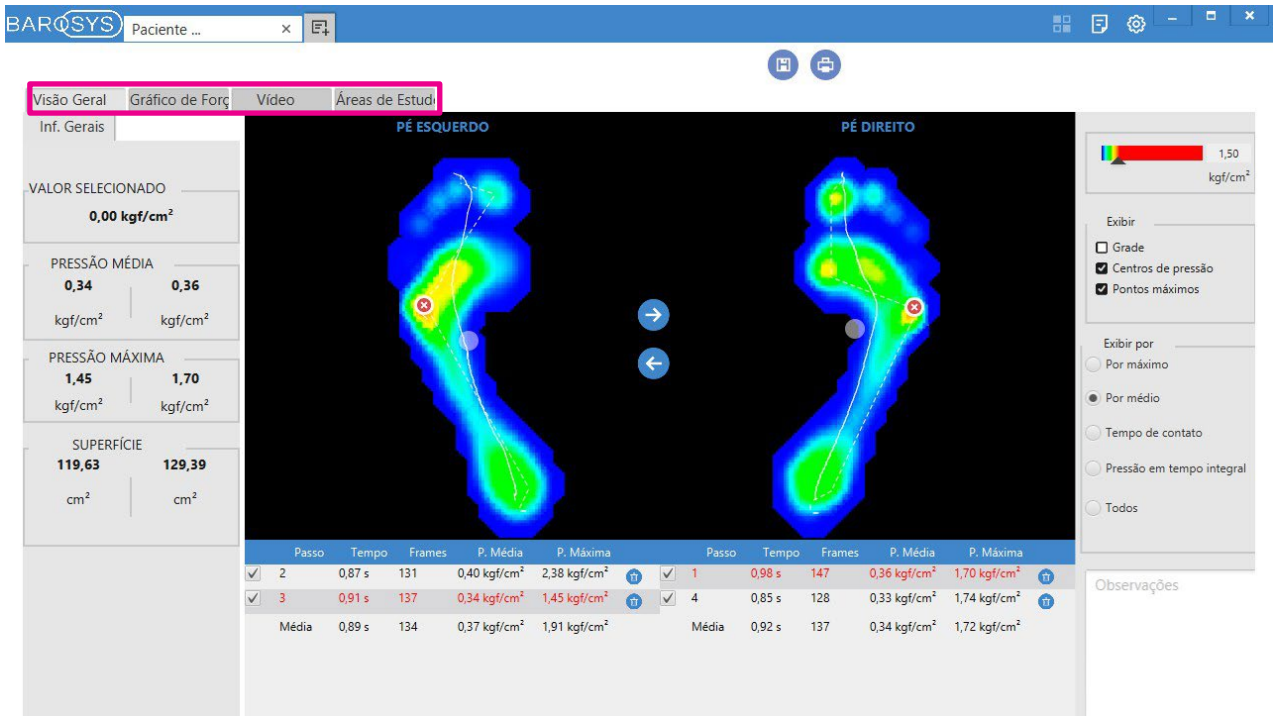 BAROSYS Paciente ... ×
Visão Geral Gráfico de Forç Vídeo Áreas de Estud
Inf. Gerais
PÉ ESQUERDO PÉ DIREITO
1,50
kgf/cm²
VALOR SELECIONADO
0,00 kgf/cm²
Exibir
Grade
Centros de pressão
Pontos máximos
PRESSÃO MÉDIA
0,34 0,36
kgf/cm² kgf/cm²
PRESSÃO MÁXIMA
1,45 1,70
kgf/cm² kgf/cm²
Exibir por
Por máximo
Por médio
Tempo de contato
Pressão em tempo integral
Todos
SUPERFÍCIE
119,63 129,39
cm² cm²
Passo Tempo Frames P. Média P. Máxima Passo Tempo Frames P. Média P. Máxima
2 0,87 s 131 0,40 kgf/cm² 2,38 kgf/cm² 1 0,98 s 147 0,36 kgf/cm² 1,70 kgf/cm²
3 0,91 s 137 0,34 kgf/cm² 1,45 kgf/cm² 4 0,85 s 128 0,33 kgf/cm² 1,74 kgf/cm²
Média 0,89 s 134 0,37 kgf/cm² 1,91 kgf/cm² Média 0,92 s 137 0,34 kgf/cm² 1,72 kgf/cm²
Observações